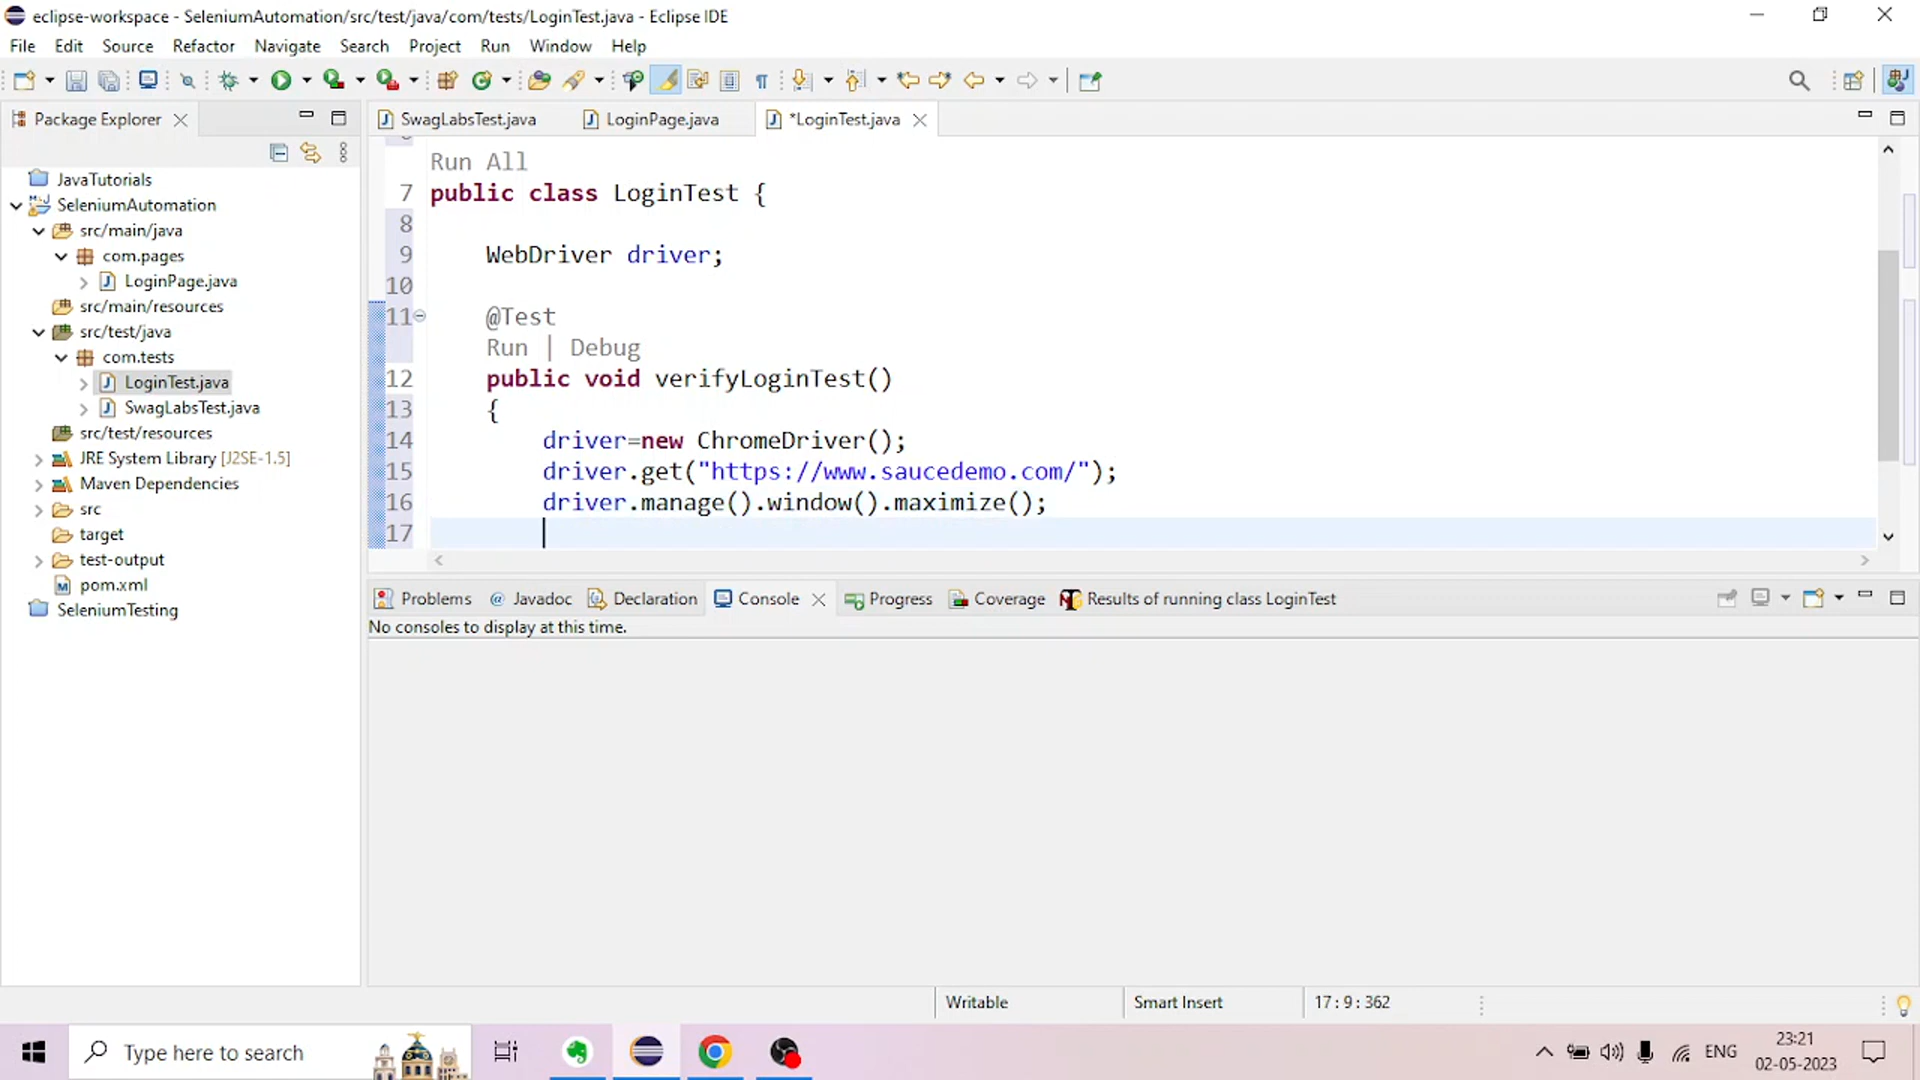 eclipse-workspace - SeleniumAutomation/src/test/java/com/tests/LoginTest.java - Eclipse IDE
File Edit Source Refactor Navigate Search Project Run Window Help
Package Explorer
SwagLabsTest.java LoginPage.java *LoginTest.java
JavaTutorials
SeleniumAutomation
src/main/java
com.pages
LoginPage.java
src/main/resources
src/test/java
com.tests
LoginTest.java
SwagLabsTest.java
src/test/resources
JRE System Library [J2SE-1.5]
Maven Dependencies
src
target
test-output
pom.xml
SeleniumTesting
Run All
7 public class LoginTest {
8
9 WebDriver driver;
10
11 @Test
Run | Debug
12 public void verifyLoginTest()
13 {
14 driver=new ChromeDriver();
15 driver.get("https://www.saucedemo.com/");
16 driver.manage().window().maximize();
17
Problems Javadoc Declaration Console Progress Coverage Results of running class LoginTest
No consoles to display at this time.
Writable Smart Insert 17 : 9 : 362
Type here to search
ENG
23:21
02-05-2023